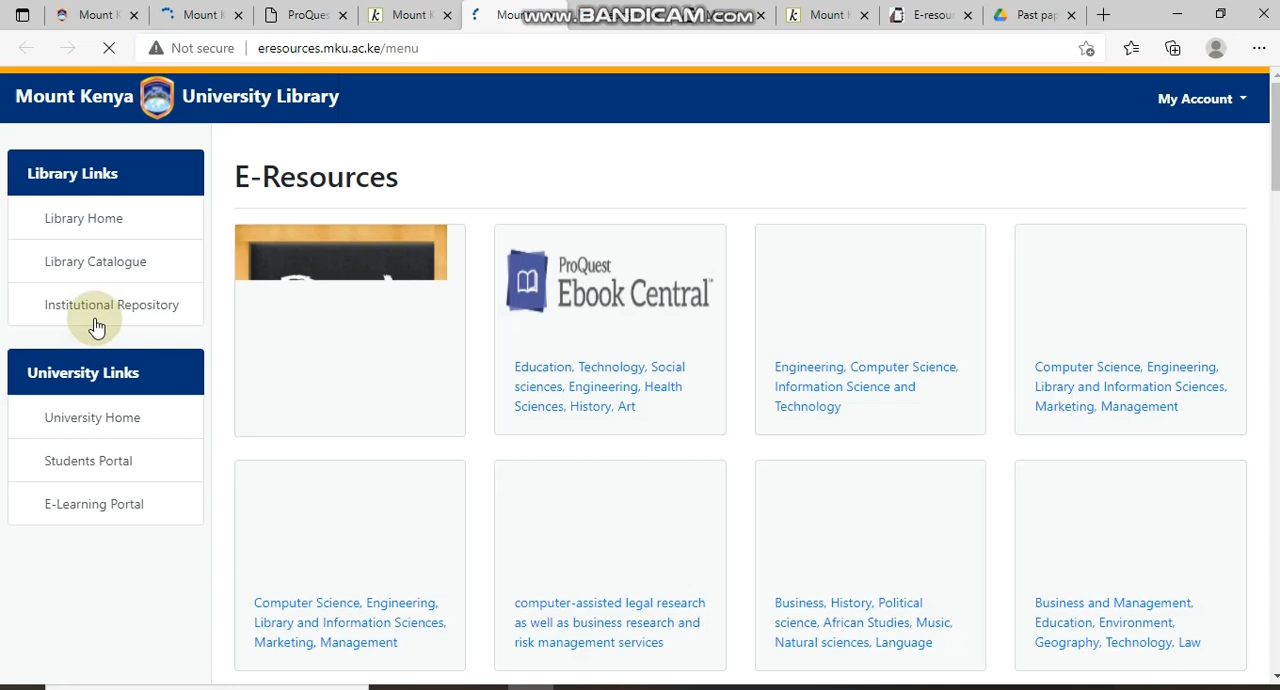 Mount K
Mount K
ProQues
Mount K
Mou
www.BANDICAM.com
Mount K
E-resou
Past pap
Not secure
eresources.mku.ac.ke/menu
Mount Kenya University Library
My Account
Library Links
Library Home
Library Catalogue
Institutional Repository
University Links
University Home
Students Portal
E-Learning Portal
E-Resources
ProQuest
Ebook Central™
Education, Technology, Social
sciences, Engineering, Health
Sciences, History, Art
Engineering, Computer Science,
Information Science and
Technology
Computer Science, Engineering,
Library and Information Sciences,
Marketing, Management
Computer Science, Engineering,
Library and Information Sciences,
Marketing, Management
computer-assisted legal research
as well as business research and
risk management services
Business, History, Political
science, African Studies, Music,
Natural sciences, Language
Business and Management,
Education, Environment,
Geography, Technology, Law